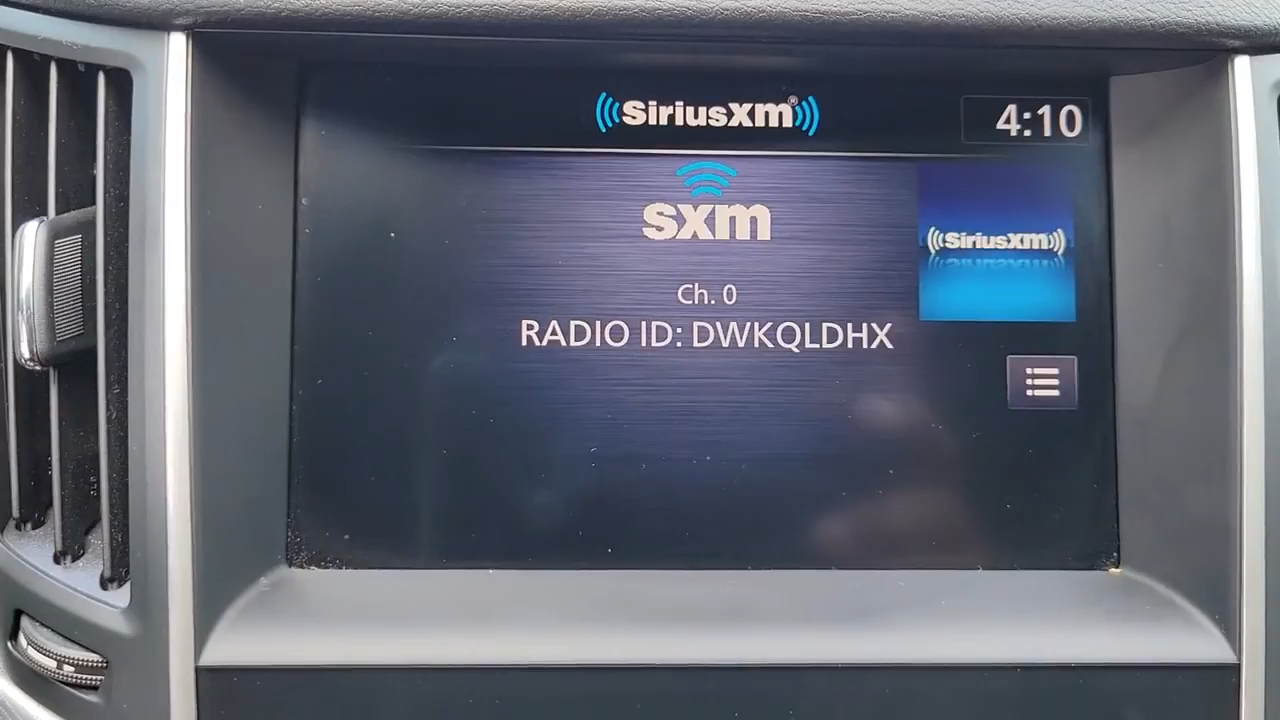 SiriusXM®
4:10
sxm
SiriusXM
Ch. 0
RADIO ID: DWKQLDHX